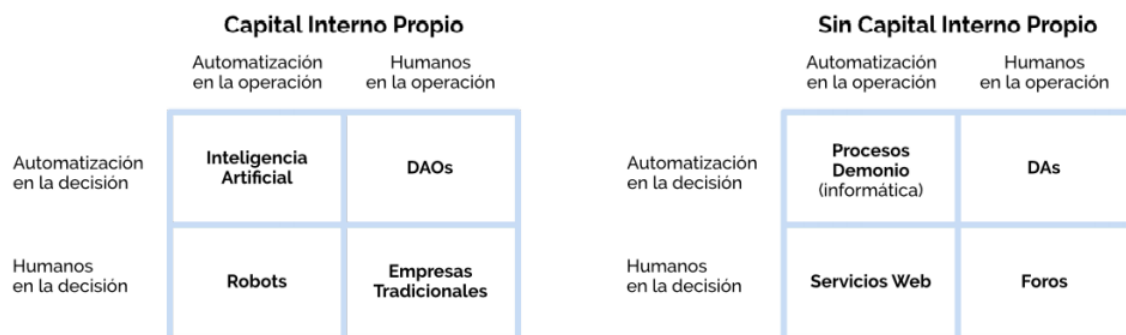 Capital Interno Propio
Automatización
en la operación
Humanos
en la operación
Automatización
en la decisión
Inteligencia
Artificial
DAOs
Humanos
en la decisión
Robots
Empresas
Tradicionales
Sin Capital Interno Propio
Automatización
en la operación
Humanos
en la operación
Automatización
en la decisión
Procesos
Demonio
(informática)
DAs
Humanos
en la decisión
Servicios Web
Foros